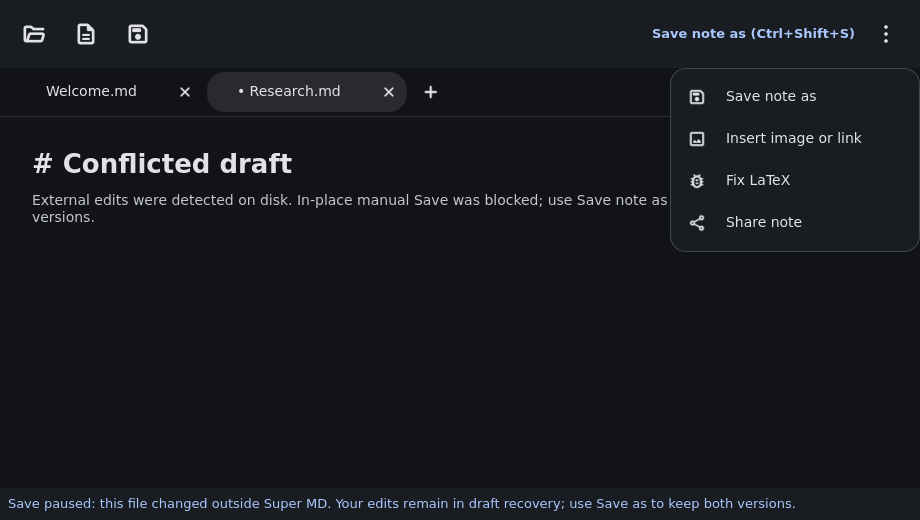 Save note as (Ctrl+Shift+S)
Welcome.md
• Research.md
Save note as
Insert image or link
Fix LaTeX
Share note
# Conflicted draft
External edits were detected on disk. In-place manual Save was blocked; use Save note as
versions.
Save paused: this file changed outside Super MD. Your edits remain in draft recovery; use Save as to keep both versions.